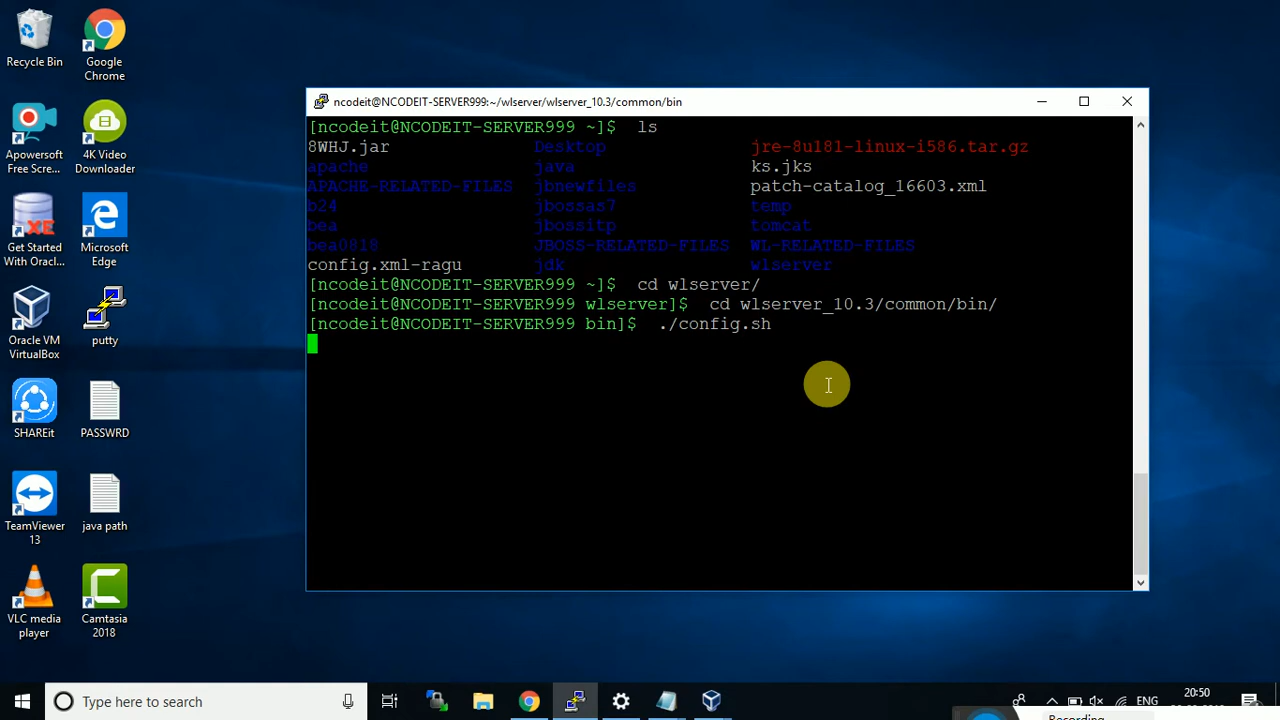 Recycle Bin
Google
Chrome
Apowersoft
Free Scre...
4K Video
Downloader
Get Started
With Oracl...
Microsoft
Edge
Oracle VM
VirtualBox
putty
SHAREit
PASSWRD
TeamViewer
13
java path
VLC media
player
Camtasia
2018
ncodeit@NCODEIT-SERVER999:~/wlserver/wlserver_10.3/common/bin
[ncodeit@NCODEIT-SERVER999 ~]$ ls
8WHJ.jar Desktop jre-8u181-linux-i586.tar.gz
apache java ks.jks
APACHE-RELATED-FILES jbnewfiles patch-catalog_16603.xml
b24 jbossas7 temp
bea jbossitp tomcat
bea0818 JBOSS-RELATED-FILES WL-RELATED-FILES
config.xml-ragu jdk wlserver
[ncodeit@NCODEIT-SERVER999 ~]$ cd wlserver/
[ncodeit@NCODEIT-SERVER999 wlserver]$ cd wlserver_10.3/common/bin/
[ncodeit@NCODEIT-SERVER999 bin]$ ./config.sh
Type here to search
ENG
20:50
Recording